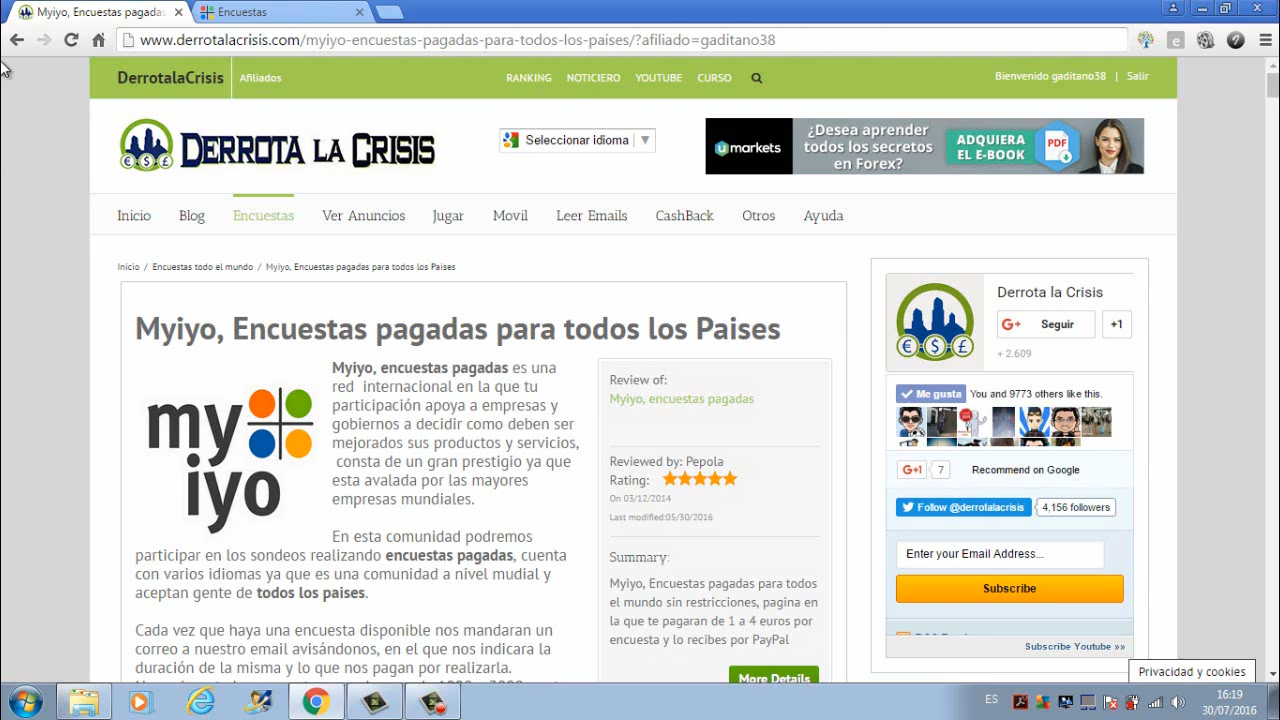 Myiyo, Encuestas pagadas
Encuestas
www.derrotalacrisis.com/myiyo-encuestas-pagadas-para-todos-los-paises/?afiliado=gaditano38
DerrotalaCrisis
Afiliados
RANKING NOTICIERO YOUTUBE CURSO
Bienvenido gaditano38 | Salir
DERROTA LA CRISIS
€ $ £
Seleccionar idioma
umarkets
¿Desea aprender
todos los secretos
en Forex?
ADQUIERA
EL E-BOOK
PDF
Inicio Blog Encuestas Ver Anuncios Jugar Movil Leer Emails CashBack Otros Ayuda
Inicio / Encuestas todo el mundo / Myiyo, Encuestas pagadas para todos los Paises
Myiyo, Encuestas pagadas para todos los Paises
my
iyo
Myiyo, encuestas pagadas es una
red internacional en la que tu
participación apoya a empresas y
gobiernos a decidir como deben ser
mejorados sus productos y servicios,
consta de un gran prestigio ya que
esta avalada por las mayores
empresas mundiales.
En esta comunidad podremos
participar en los sondeos realizando encuestas pagadas, cuenta
con varios idiomas ya que es una comunidad a nivel mudial y
aceptan gente de todos los paises.
Cada vez que haya una encuesta disponible nos mandaran un
correo a nuestro email avisándonos, en el que nos indicara la
duración de la misma y lo que nos pagan por realizarla.
Review of:
Myiyo, encuestas pagadas
Reviewed by: Pepola
Rating:
On 03/12/2014
Last modified:05/30/2016
Summary:
Myiyo, Encuestas pagadas para todos
el mundo sin restricciones, pagina en
la que te pagaran de 1 a 4 euros por
encuesta y lo recibes por PayPal
More Details
€ $ £
Derrota la Crisis
G+ Seguir
+1
+ 2.609
Me gusta You and 9773 others like this.
G+1 7 Recommend on Google
Follow @derrotalacrisis 4,156 followers
Enter your Email Address...
Subscribe
Subscribe Youtube »
Privacidad y cookies
ES
16:19
30/07/2016